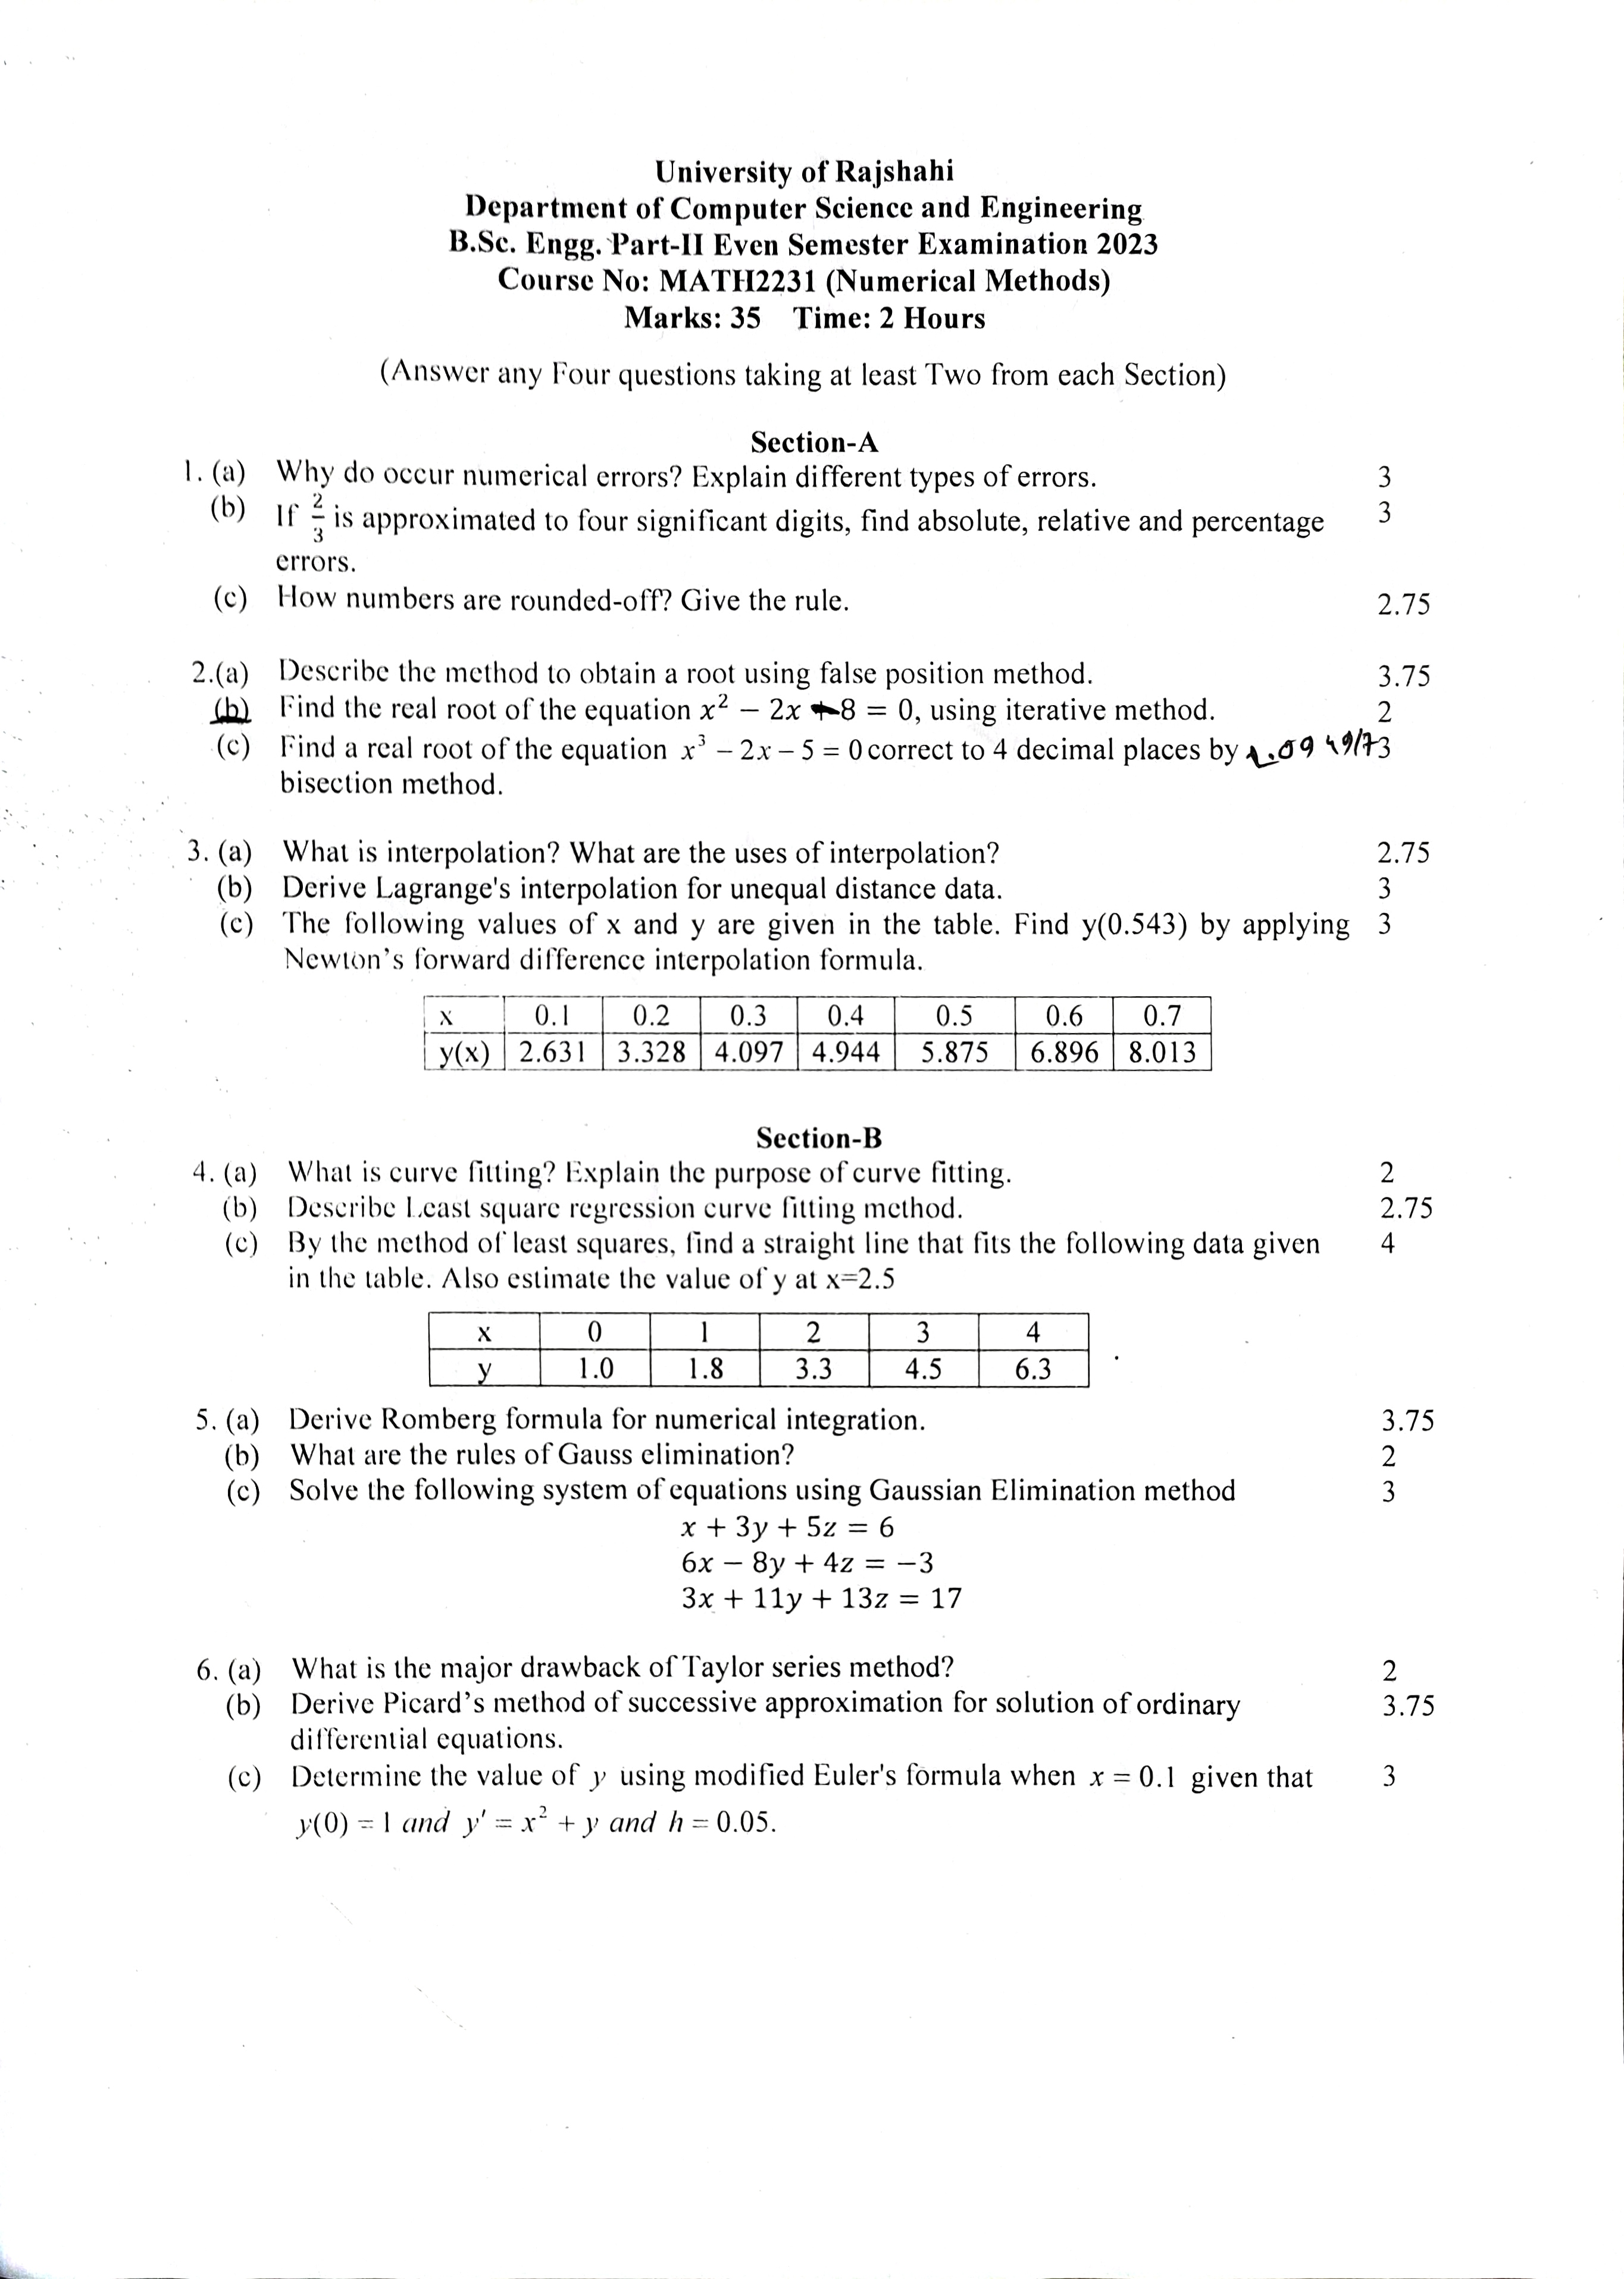 University of Rajshahi
Department of Computer Science and Engineering
B.Sc. Engg. Part-II Even Semester Examination 2023
Course No: MATH2231 (Numerical Methods)
Marks: 35 Time: 2 Hours
(Answer any Four questions taking at least Two from each Section)
Section-A
1. (a) Why do occur numerical errors? Explain different types of errors. 3
(b) If 2/3 is approximated to four significant digits, find absolute, relative and percentage 3
errors.
(c) How numbers are rounded-off? Give the rule. 2.75
2.(a) Describe the method to obtain a root using false position method. 3.75
(b) Find the real root of the equation x² − 2x 8 = 0, using iterative method. 2
(c) Find a real root of the equation x³ − 2x − 5 = 0 correct to 4 decimal places by 3
bisection method.
3. (a) What is interpolation? What are the uses of interpolation? 2.75
(b) Derive Lagrange's interpolation for unequal distance data. 3
(c) The following values of x and y are given in the table. Find y(0.543) by applying 3
Newton's forward difference interpolation formula.
x 0.1 0.2 0.3 0.4 0.5 0.6 0.7
y(x) 2.631 3.328 4.097 4.944 5.875 6.896 8.013
Section-B
4. (a) What is curve fitting? Explain the purpose of curve fitting. 2
(b) Describe Least square regression curve fitting method. 2.75
(c) By the method of least squares, find a straight line that fits the following data given 4
in the table. Also estimate the value of y at x=2.5
x 0 1 2 3 4
y 1.0 1.8 3.3 4.5 6.3
5. (a) Derive Romberg formula for numerical integration. 3.75
(b) What are the rules of Gauss elimination? 2
(c) Solve the following system of equations using Gaussian Elimination method 3
x + 3y + 5z = 6
6x − 8y + 4z = −3
3x + 11y + 13z = 17
6. (a) What is the major drawback of Taylor series method? 2
(b) Derive Picard's method of successive approximation for solution of ordinary 3.75
differential equations.
(c) Determine the value of y using modified Euler's formula when x = 0.1 given that 3
y(0) = 1 and y' = x² + y and h = 0.05.